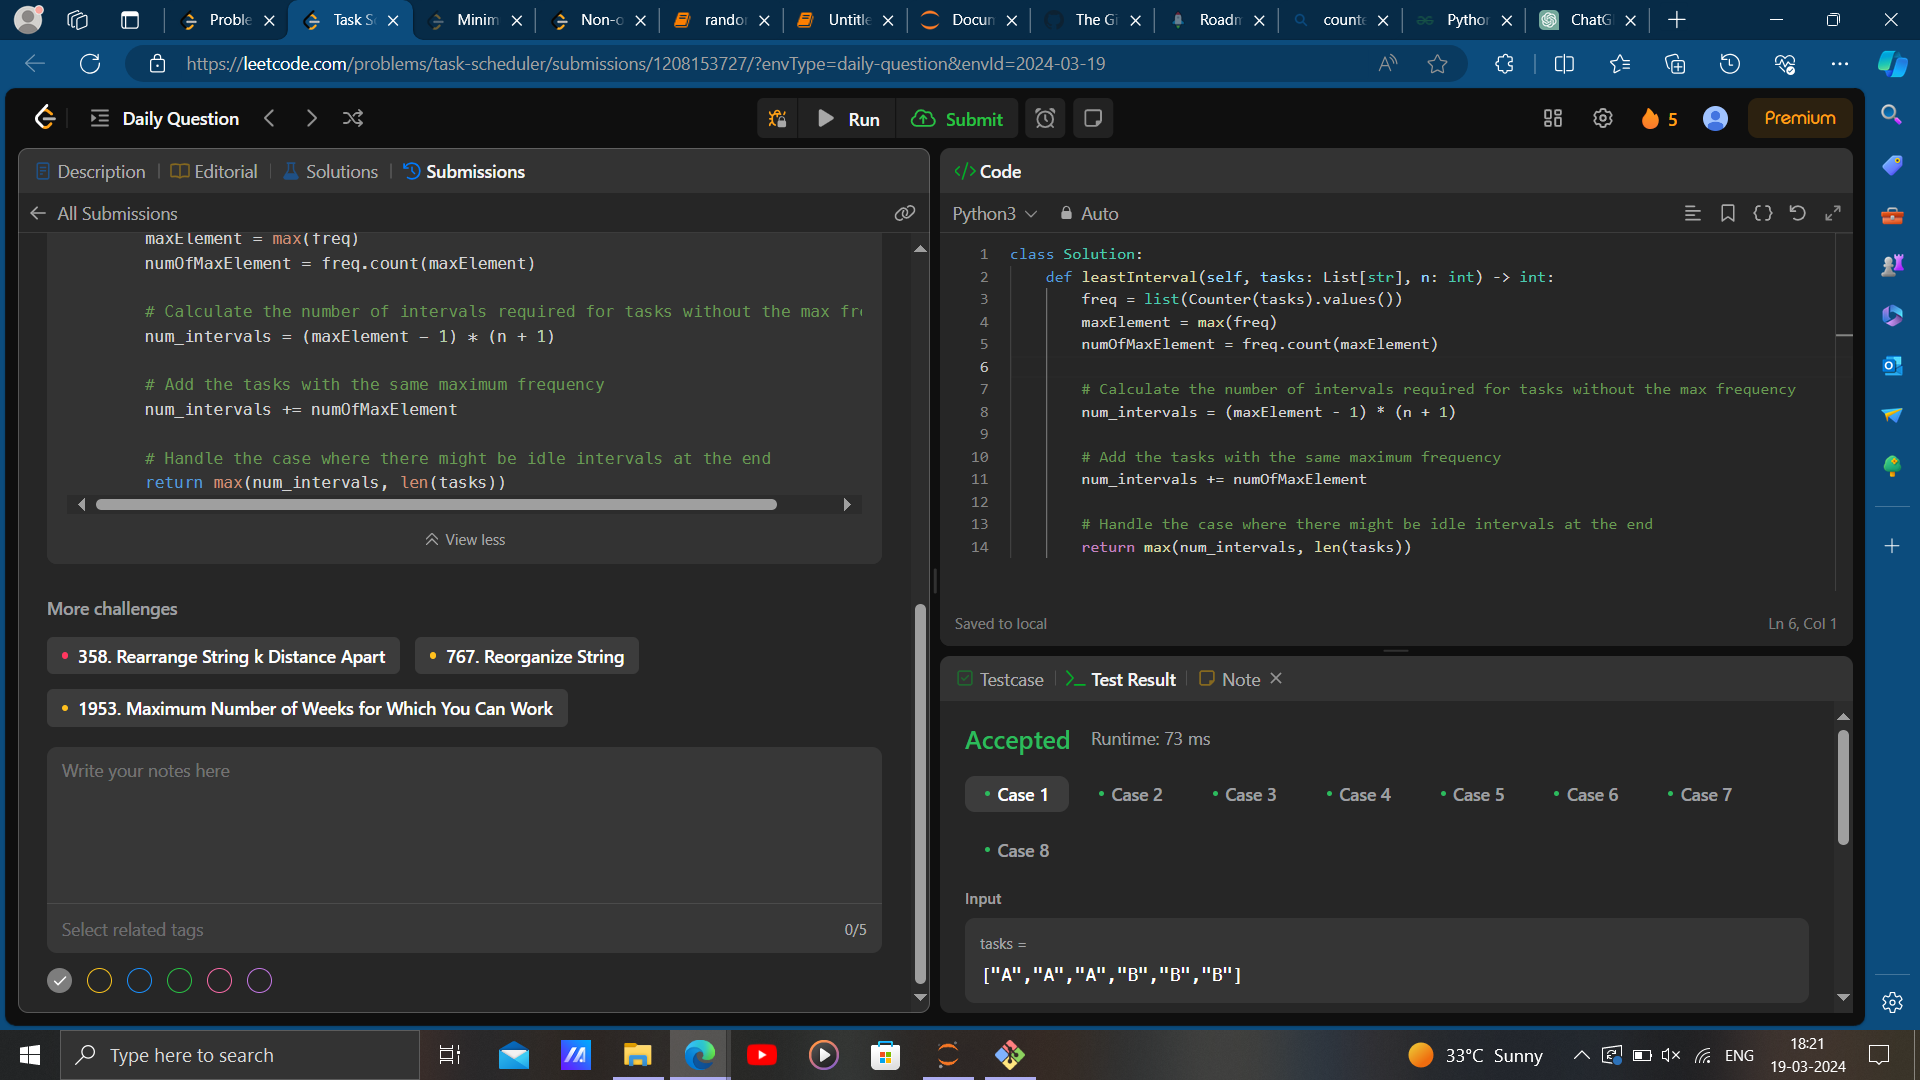 Proble
Task S
Minim
Non-o
rando
Untitle
Docun
The Gi
Roadm
counte
Python
ChatG
https://leetcode.com/problems/task-scheduler/submissions/1208153727/?envType=daily-question&envId=2024-03-19
Daily Question
Run
Submit
5
Premium
Description
Editorial
Solutions
Submissions
All Submissions
maxElement = max(freq)
numOfMaxElement = freq.count(maxElement)
# Calculate the number of intervals required for tasks without the max fre
num_intervals = (maxElement - 1) * (n + 1)
# Add the tasks with the same maximum frequency
num_intervals += numOfMaxElement
# Handle the case where there might be idle intervals at the end
return max(num_intervals, len(tasks))
View less
More challenges
358. Rearrange String k Distance Apart
767. Reorganize String
1953. Maximum Number of Weeks for Which You Can Work
Write your notes here
Select related tags
0/5
Code
Python3
Auto
1 class Solution:
2 def leastInterval(self, tasks: List[str], n: int) -> int:
3 freq = list(Counter(tasks).values())
4 maxElement = max(freq)
5 numOfMaxElement = freq.count(maxElement)
6
7 # Calculate the number of intervals required for tasks without the max frequency
8 num_intervals = (maxElement - 1) * (n + 1)
9
10 # Add the tasks with the same maximum frequency
11 num_intervals += numOfMaxElement
12
13 # Handle the case where there might be idle intervals at the end
14 return max(num_intervals, len(tasks))
Saved to local
Ln 6, Col 1
Testcase
Test Result
Note
Accepted
Runtime: 73 ms
Case 1
Case 2
Case 3
Case 4
Case 5
Case 6
Case 7
Case 8
Input
tasks =
["A","A","A","B","B","B"]
Type here to search
33°C Sunny
ENG
18:21
19-03-2024